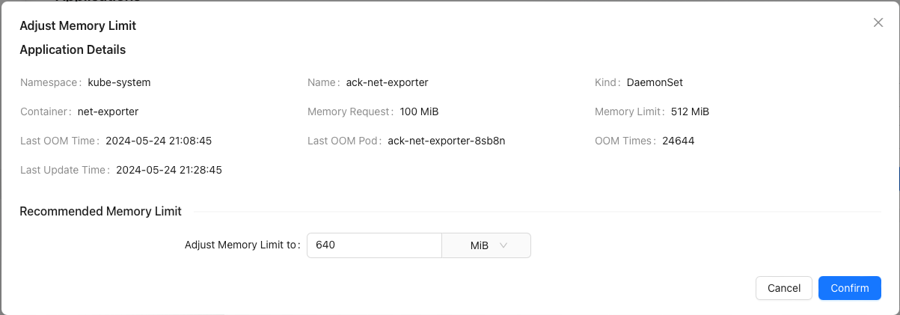 Applications
Adjust Memory Limit
Application Details
Namespace: kube-system Name: ack-net-exporter Kind: DaemonSet
Container: net-exporter Memory Request: 100 MiB Memory Limit: 512 MiB
Last OOM Time: 2024-05-24 21:08:45 Last OOM Pod: ack-net-exporter-8sb8n OOM Times: 24644
Last Update Time: 2024-05-24 21:28:45
Recommended Memory Limit
Adjust Memory Limit to: 640 MiB
Cancel Confirm